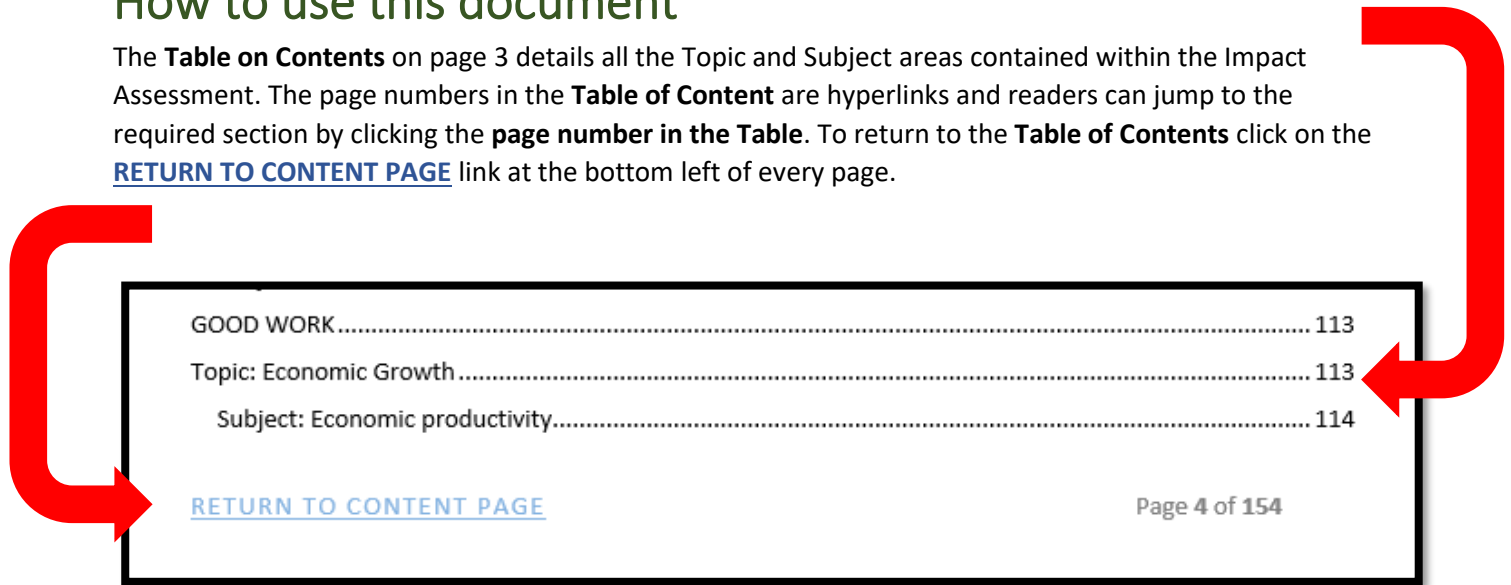 How to use this document
The Table on Contents on page 3 details all the Topic and Subject areas contained within the Impact
Assessment. The page numbers in the Table of Content are hyperlinks and readers can jump to the
required section by clicking the page number in the Table. To return to the Table of Contents click on the
RETURN TO CONTENT PAGE link at the bottom left of every page.
GOOD WORK.................................................................................................................................................. 113
Topic: Economic Growth................................................................................................................................ 113
Subject: Economic productivity.................................................................................................................. 114
RETURN TO CONTENT PAGE Page 4 of 154